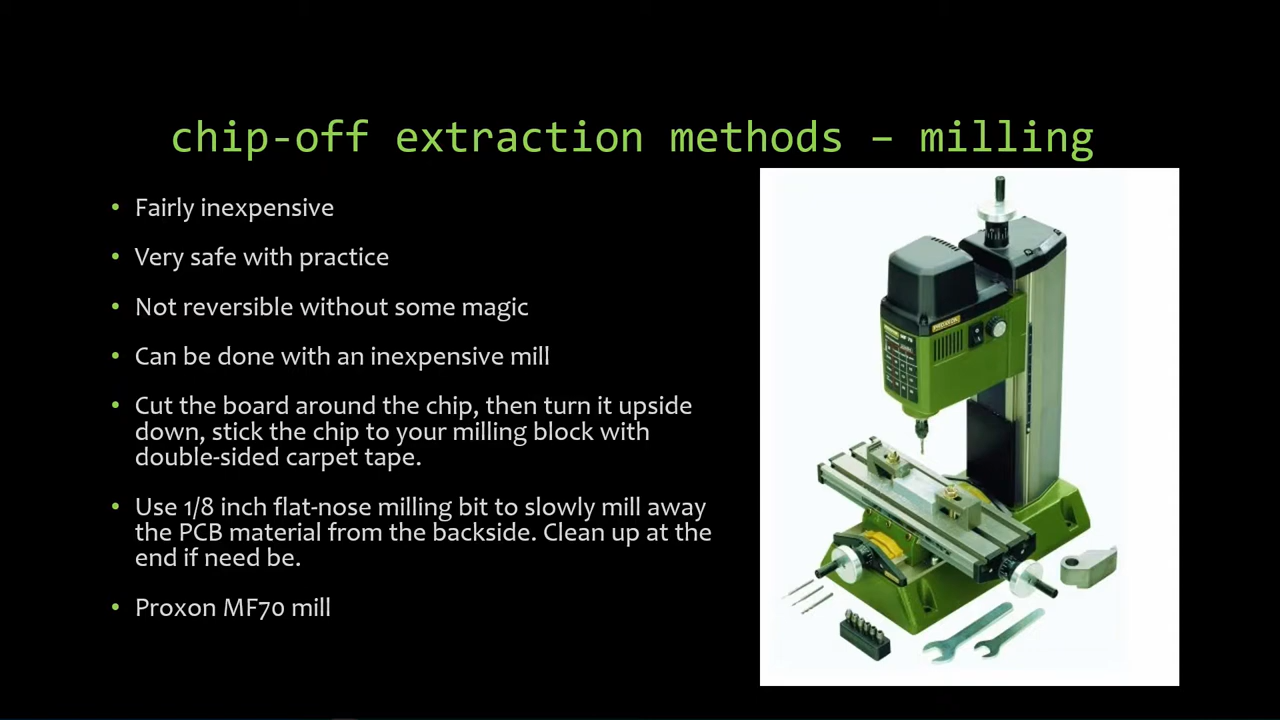 chip-off extraction methods – milling
• Fairly inexpensive
• Very safe with practice
• Not reversible without some magic
• Can be done with an inexpensive mill
• Cut the board around the chip, then turn it upside
down, stick the chip to your milling block with
double-sided carpet tape.
• Use 1/8 inch flat-nose milling bit to slowly mill away
the PCB material from the backside. Clean up at the
end if need be.
• Proxon MF70 mill
PROXXON
MF 70